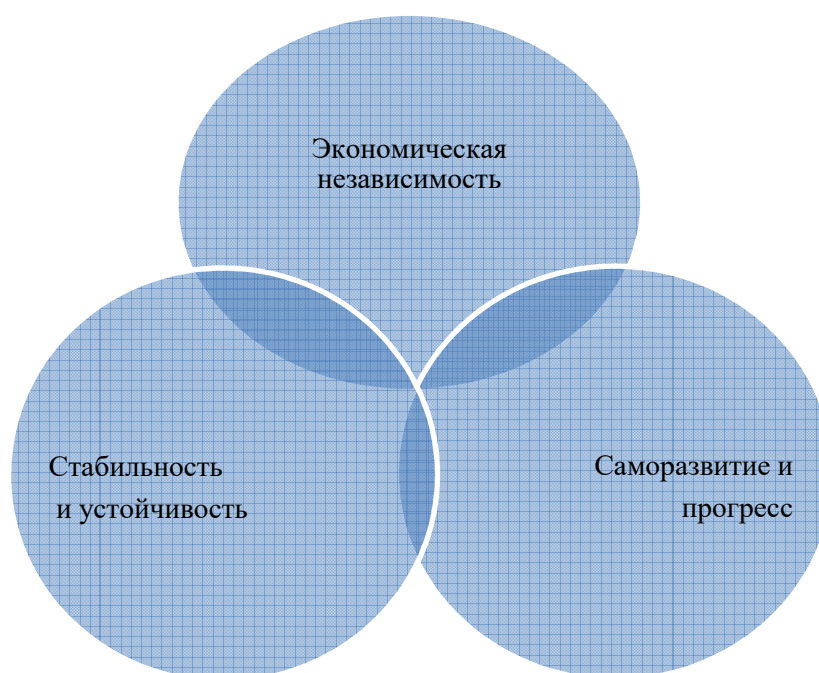 Экономическая
независимость
Стабильность
и устойчивость
Саморазвитие и
прогресс